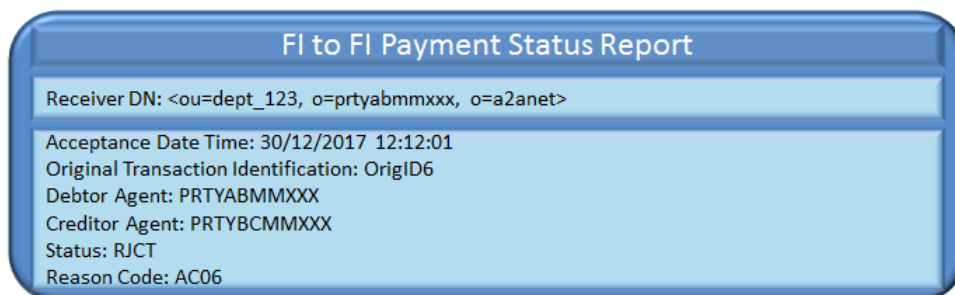 FI to FI Payment Status Report
Receiver DN: <ou=dept_123, o=prtyabmmxxx, o=a2anet>
Acceptance Date Time: 30/12/2017 12:12:01
Original Transaction Identification: OrigID6
Debtor Agent: PRTYABMMXXX
Creditor Agent: PRTYBCMMXXX
Status: RJCT
Reason Code: AC06